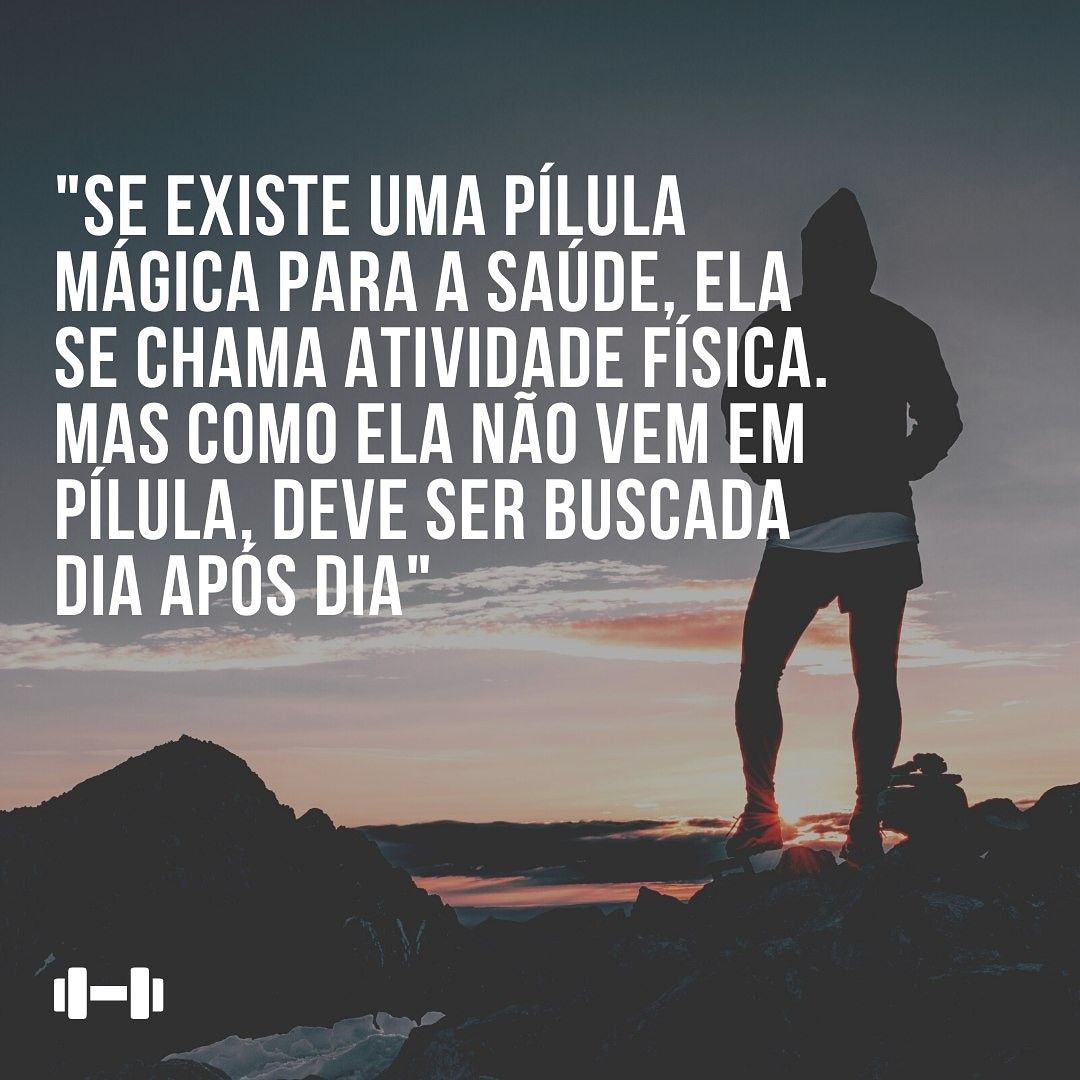 "SE EXISTE UMA PÍLULA
MÁGICA PARA A SAÚDE, ELA
SE CHAMA ATIVIDADE FÍSICA.
MAS COMO ELA NÃO VEM EM
PÍLULA, DEVE SER BUSCADA
DIA APÓS DIA"